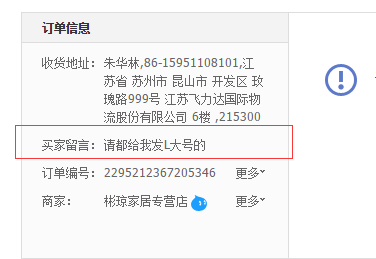 订单信息
收货地址： 朱华林,86-15951108101,江
苏省 苏州市 昆山市 开发区 玫
瑰路999号 江苏飞力达国际物
流股份有限公司 6楼 ,215300
买家留言： 请都给我发L大号的
订单编号： 2295212367205346 更多
商家： 彬琼家居专营店 更多